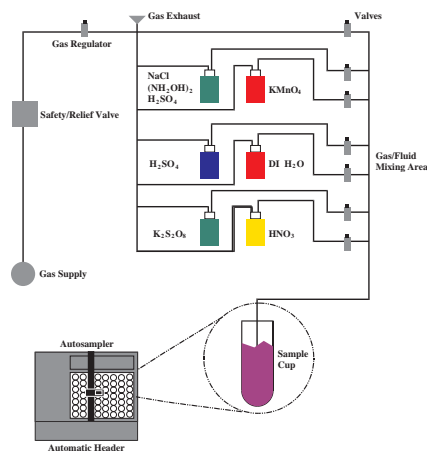 Gas Exhaust
Valves
Gas Regulator
NaCl
(NH₂OH)₂
H₂SO₄
KMnO₄
Safety/Relief Valve
H₂SO₄
DI H₂O
Gas/Fluid
Mixing Area
K₂S₂O₈
HNO₃
Gas Supply
Autosampler
Sample
Cup
Automatic Header